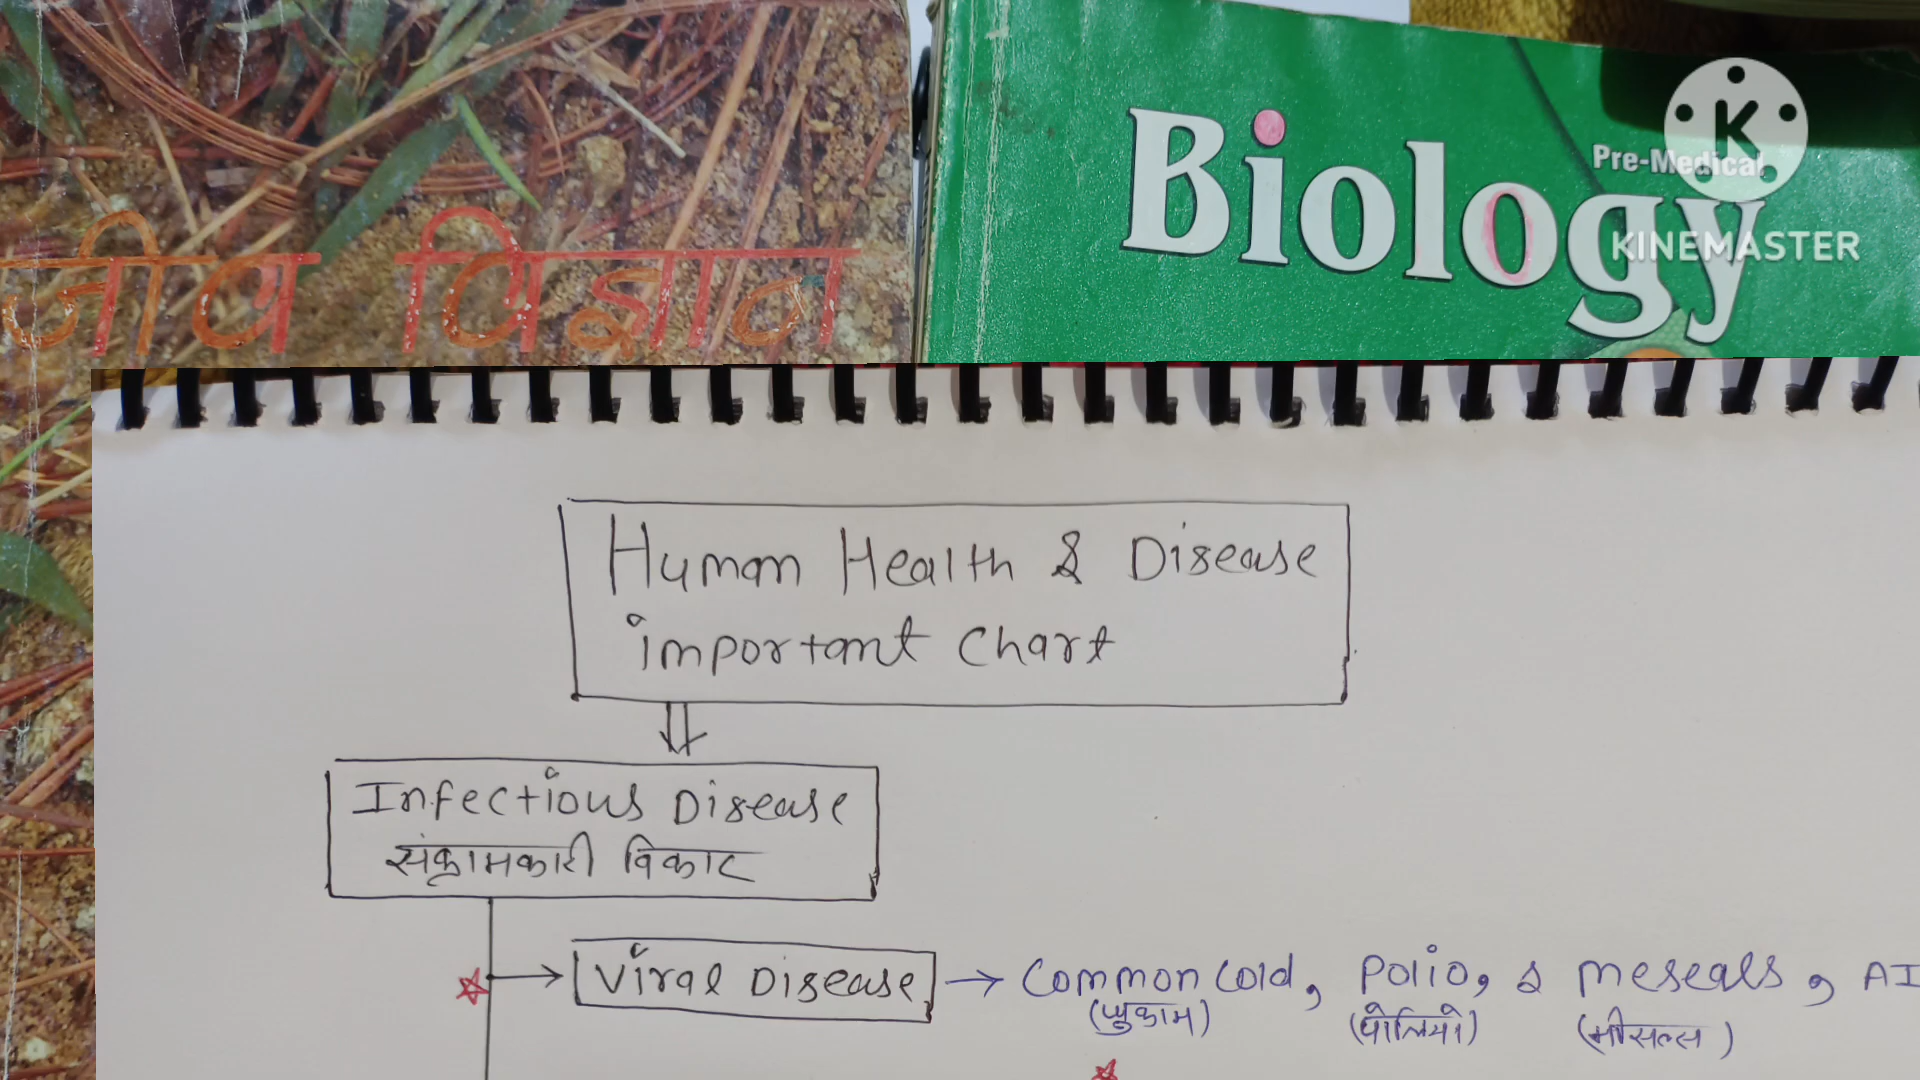 जीव विज्ञान
Pre-Medical
Biology
K
KINEMASTER
Human Health & Disease
important Chart
Infectious Disease
संक्रामकारी विकार
Viral Disease → Common Cold, Polio, & Meseals, AI
(जुकाम) (पोलियो) (मीसल्स)